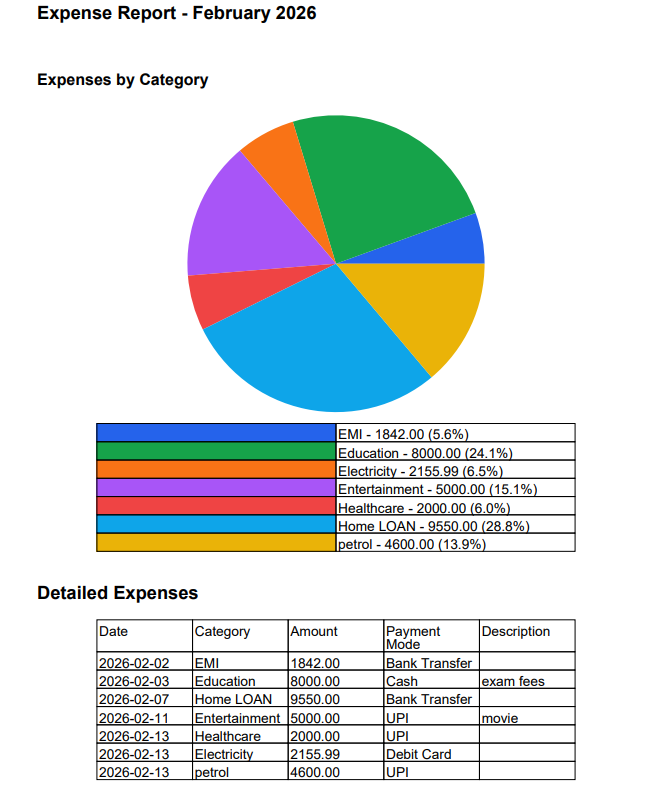 Expense Report - February 2026
Expenses by Category
EMI - 1842.00 (5.6%)
Education - 8000.00 (24.1%)
Electricity - 2155.99 (6.5%)
Entertainment - 5000.00 (15.1%)
Healthcare - 2000.00 (6.0%)
Home LOAN - 9550.00 (28.8%)
petrol - 4600.00 (13.9%)
Detailed Expenses
Date Category Amount Payment Mode Description
2026-02-02 EMI 1842.00 Bank Transfer
2026-02-03 Education 8000.00 Cash exam fees
2026-02-07 Home LOAN 9550.00 Bank Transfer
2026-02-11 Entertainment 5000.00 UPI movie
2026-02-13 Healthcare 2000.00 UPI
2026-02-13 Electricity 2155.99 Debit Card
2026-02-13 petrol 4600.00 UPI